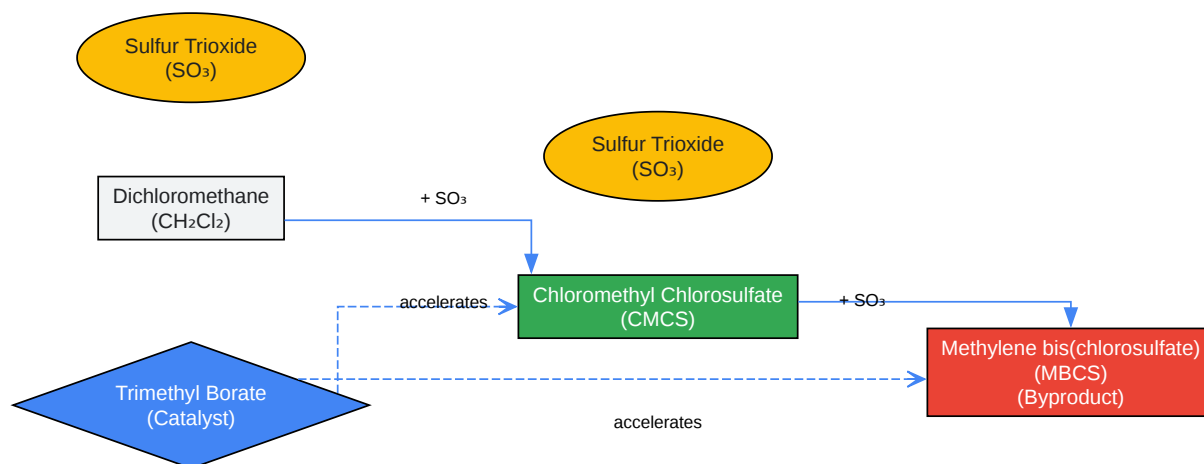 Sulfur Trioxide
(SO₃)
Sulfur Trioxide
(SO₃)
Dichloromethane
(CH₂Cl₂)
+ SO₃
accelerates
Chloromethyl Chlorosulfate
(CMCS)
+ SO₃
Methylene bis(chlorosulfate)
(MBCS)
(Byproduct)
Trimethyl Borate
(Catalyst)
accelerates